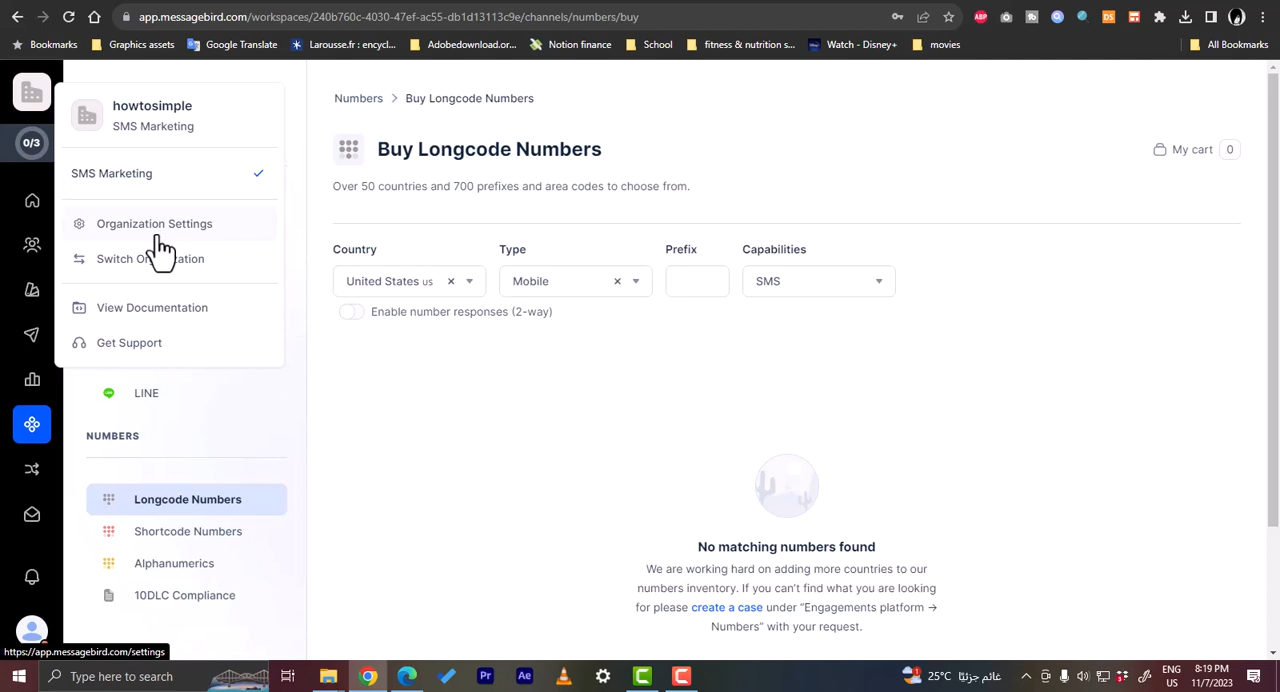 app.messagebird.com/workspaces/240b760c-4030-47ef-ac55-db1d13113c9e/channels/numbers/buy
ABP
DS
Bookmarks
Graphics assets
Google Translate
Larousse.fr : encycl...
Adobedownload...
Notion finance
School
fitness & nutrition s...
Watch - Disney+
movies
All Bookmarks
howtosimple
SMS Marketing
0/3
SMS Marketing
Organization Settings
View Documentation
Get Support
LINE
NUMBERS
Longcode Numbers
Shortcode Numbers
Alphanumerics
10DLC Compliance
Numbers > Buy Longcode Numbers
Buy Longcode Numbers
My cart 0
Over 50 countries and 700 prefixes and area codes to choose from.
Country Type Prefix Capabilities
United States US Mobile SMS
Enable number responses (2-way)
No matching numbers found
We are working hard on adding more countries to our
numbers inventory. If you can't find what you are looking
for please create a case under “Engagements platform →
Numbers” with your request.
https://app.messagebird.com/settings
Type here to search
Pr
Ae
1
25°C غائم جزئيًا
ENG
US
8:19 PM
11/7/2023